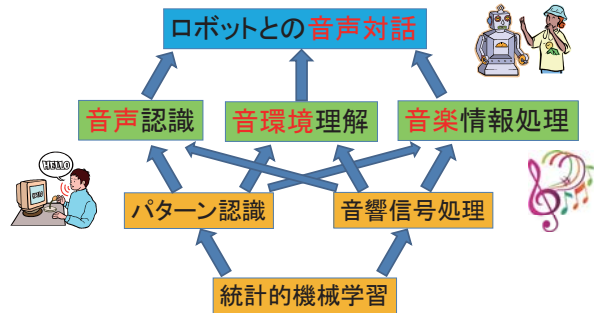 ロボットとの音声対話
音声認識
音環境理解
音楽情報処理
HELLO
パターン認識
音響信号処理
統計的機械学習